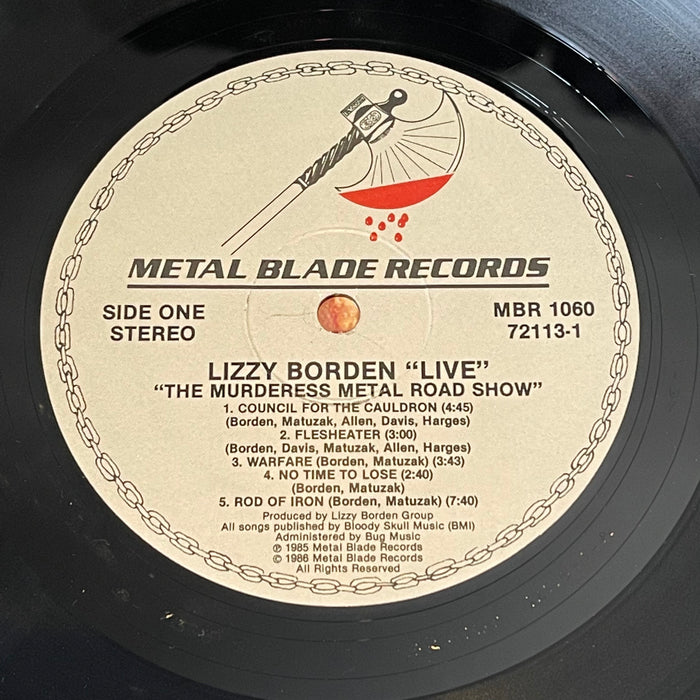 METAL BLADE RECORDS
SIDE ONE
STEREO
MBR 1060
72113-1
LIZZY BORDEN "LIVE"
"THE MURDERESS METAL ROAD SHOW"
1. COUNCIL FOR THE CAULDRON (4:45)
(Borden, Matuzak, Allen, Davis, Harges)
2. FLESHEATER (3:00)
(Borden, Davis, Matuzak, Allen, Harges)
3. WARFARE (Borden, Matuzak) (3:43)
4. NO TIME TO LOSE (2:40)
(Borden, Matuzak)
5. ROD OF IRON (Borden, Matuzak) (7:40)
Produced by Lizzy Borden Group
All songs published by Bloody Skull Music (BMI)
Administered by Bug Music
℗ 1985 Metal Blade Records
© 1986 Metal Blade Records
All Rights Reserved